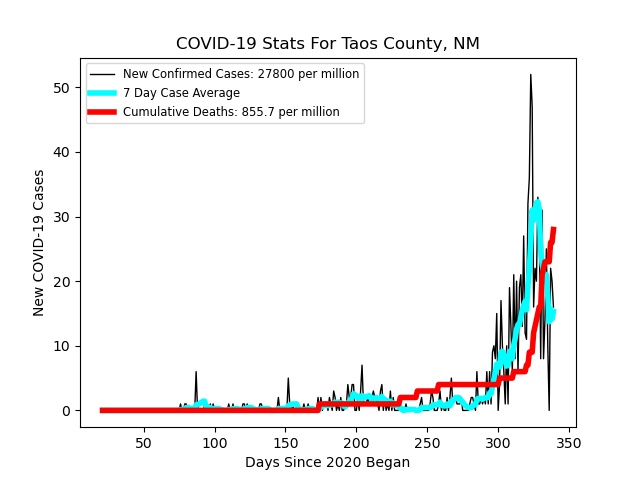 COVID-19 Stats For Taos County, NM
New Confirmed Cases: 27800 per million
7 Day Case Average
Cumulative Deaths: 855.7 per million
New COVID-19 Cases
50
40
30
20
10
0
50 100 150 200 250 300 350
Days Since 2020 Began